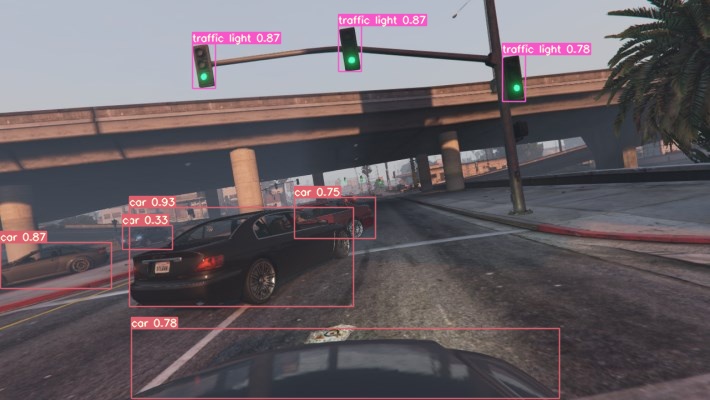 traffic light 0.87
traffic light 0.87
traffic light 0.78
car 0.75
car 0.93
car 0.33
car 0.87
car 0.78